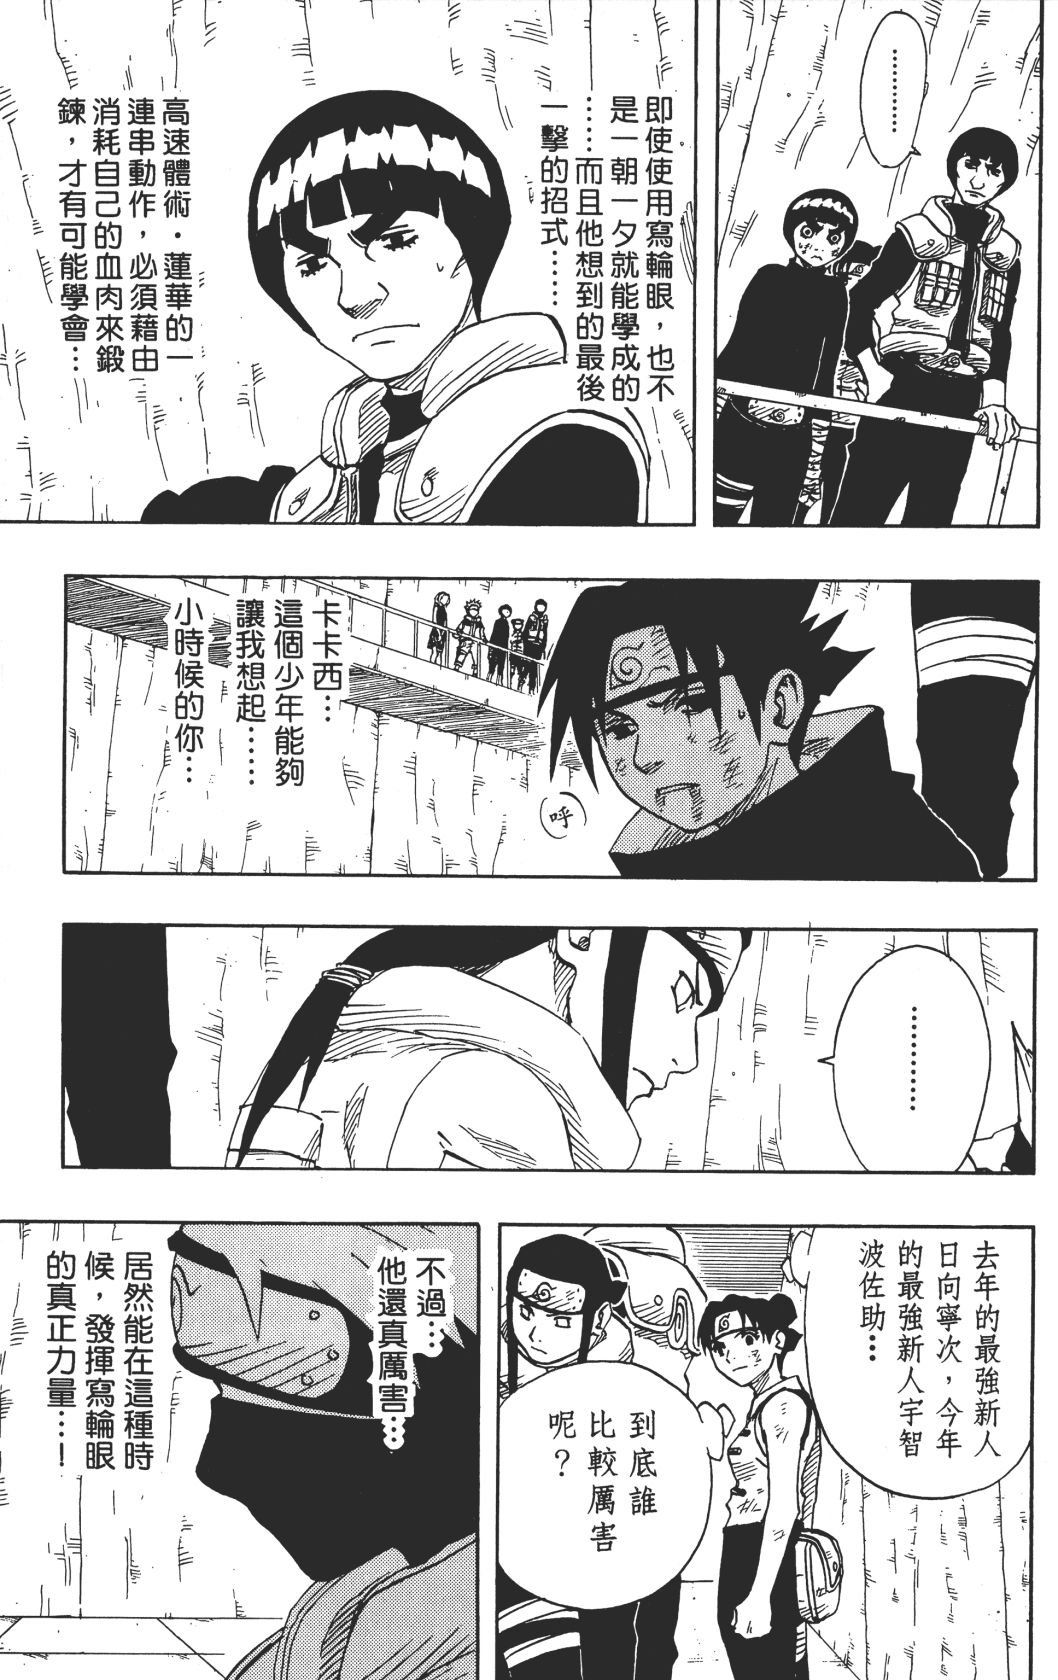 …………
即使使用寫輪眼，也不
是一朝一夕就能學成的
……而且他想到的最後
一擊的招式……
高速體術·蓮華的一
連串動作，必須藉由
消耗自己的血肉來鍛
鍊，才有可能學會…
卡卡西…
這個少年能夠
讓我想起……
小時候的你…
呼
…………
去年的最強新人
日向寧次，今年
的最強新人宇智
波佐助…
到底誰
比較厲害
呢？
不過…
他還真厲害…
居然能在這種時
候，發揮寫輪眼
的真正力量…！